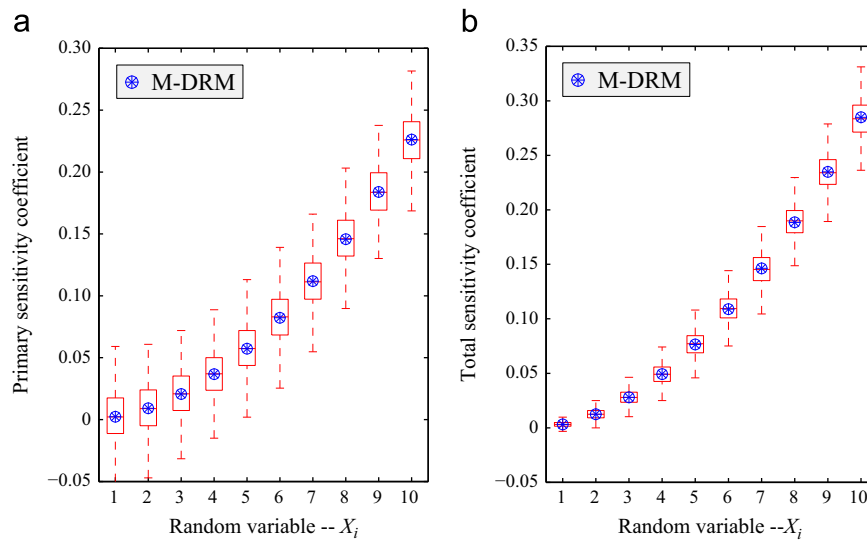 a
0.30
0.25
0.20
0.15
0.10
0.05
0
−0.05
Primary sensitivity coefficient
M-DRM
1 2 3 4 5 6 7 8 9 10
Random variable -- Xi
b
0.35
0.30
0.25
0.20
0.15
0.10
0.05
0
−0.05
Total sensitivity coefficient
M-DRM
1 2 3 4 5 6 7 8 9 10
Random variable --Xi